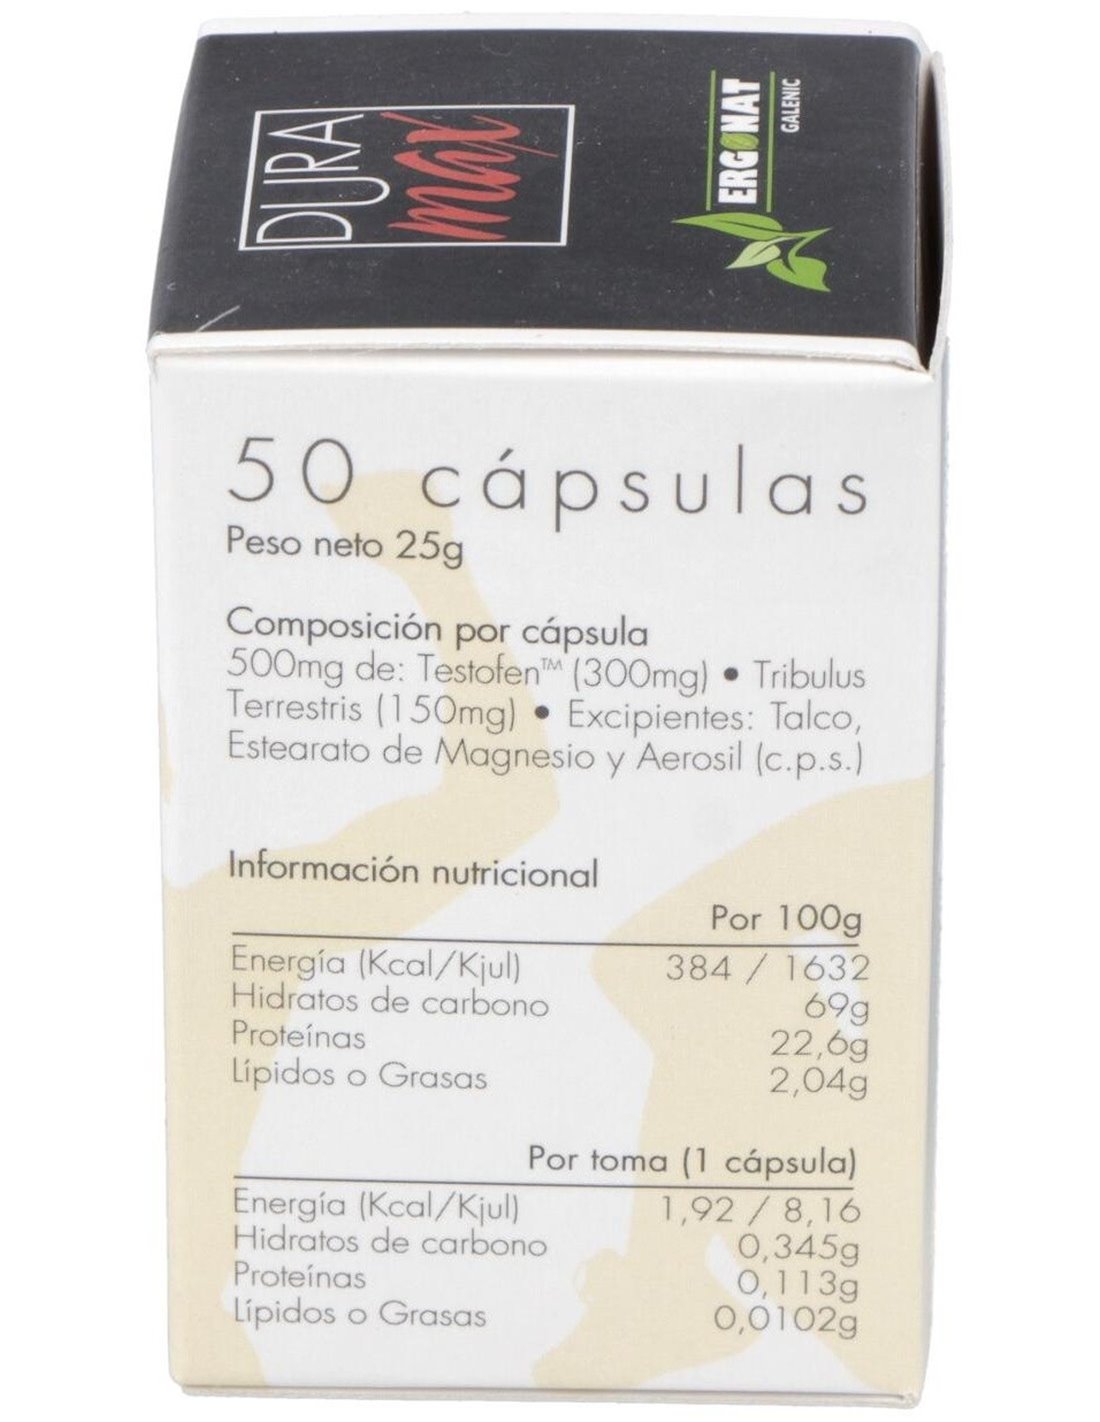 DURA
max
ERGONAT
GALENIC
50 cápsulas
Peso neto 25g
Composición por cápsula
500mg de: Testofen™ (300mg) • Tribulus
Terrestris (150mg) • Excipientes: Talco,
Estearato de Magnesio y Aerosil (c.p.s.)
Información nutricional
Por 100g
Energía (Kcal/Kjul) 384 / 1632
Hidratos de carbono 69g
Proteínas 22,6g
Lípidos o Grasas 2,04g
Por toma (1 cápsula)
Energía (Kcal/Kjul) 1,92 / 8,16
Hidratos de carbono 0,345g
Proteínas 0,113g
Lípidos o Grasas 0,0102g